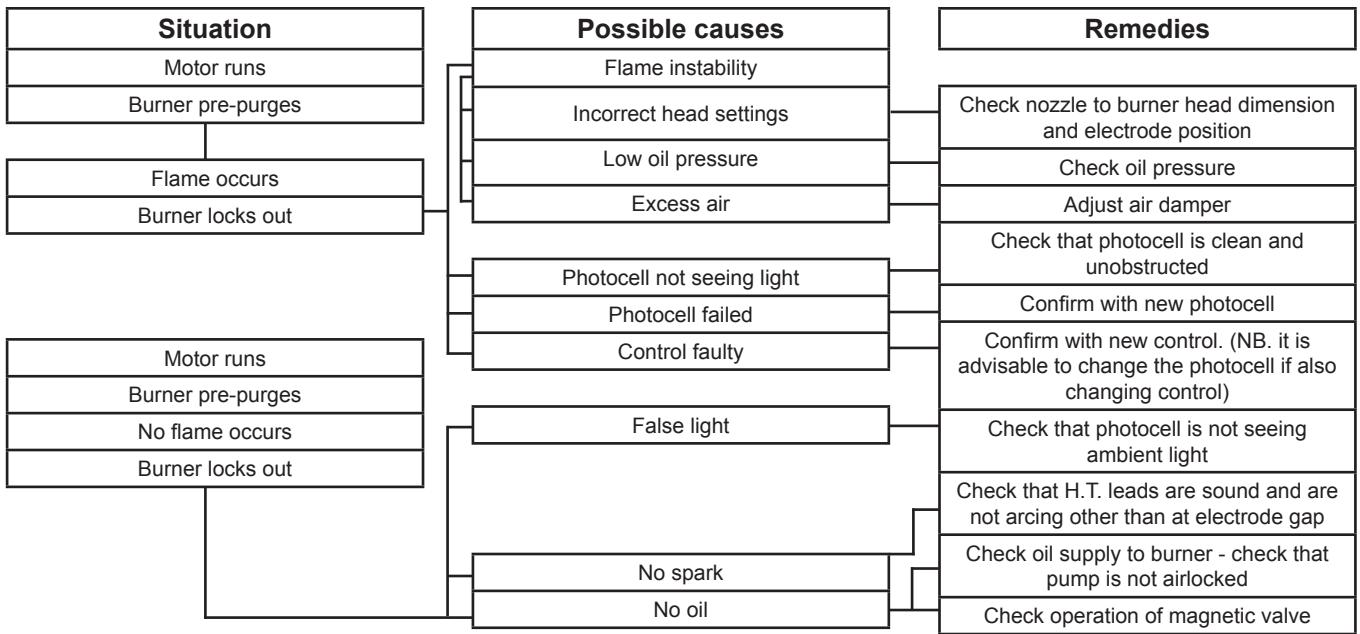 Situation
Motor runs
Burner pre-purges
Flame occurs
Burner locks out
Motor runs
Burner pre-purges
No flame occurs
Burner locks out
Possible causes
Flame instability
Incorrect head settings
Low oil pressure
Excess air
Photocell not seeing light
Photocell failed
Control faulty
False light
No spark
No oil
Remedies
Check nozzle to burner head dimension
and electrode position
Check oil pressure
Adjust air damper
Check that photocell is clean and
unobstructed
Confirm with new photocell
Confirm with new control. (NB. it is
advisable to change the photocell if also
changing control)
Check that photocell is not seeing
ambient light
Check that H.T. leads are sound and are
not arcing other than at electrode gap
Check oil supply to burner - check that
pump is not airlocked
Check operation of magnetic valve